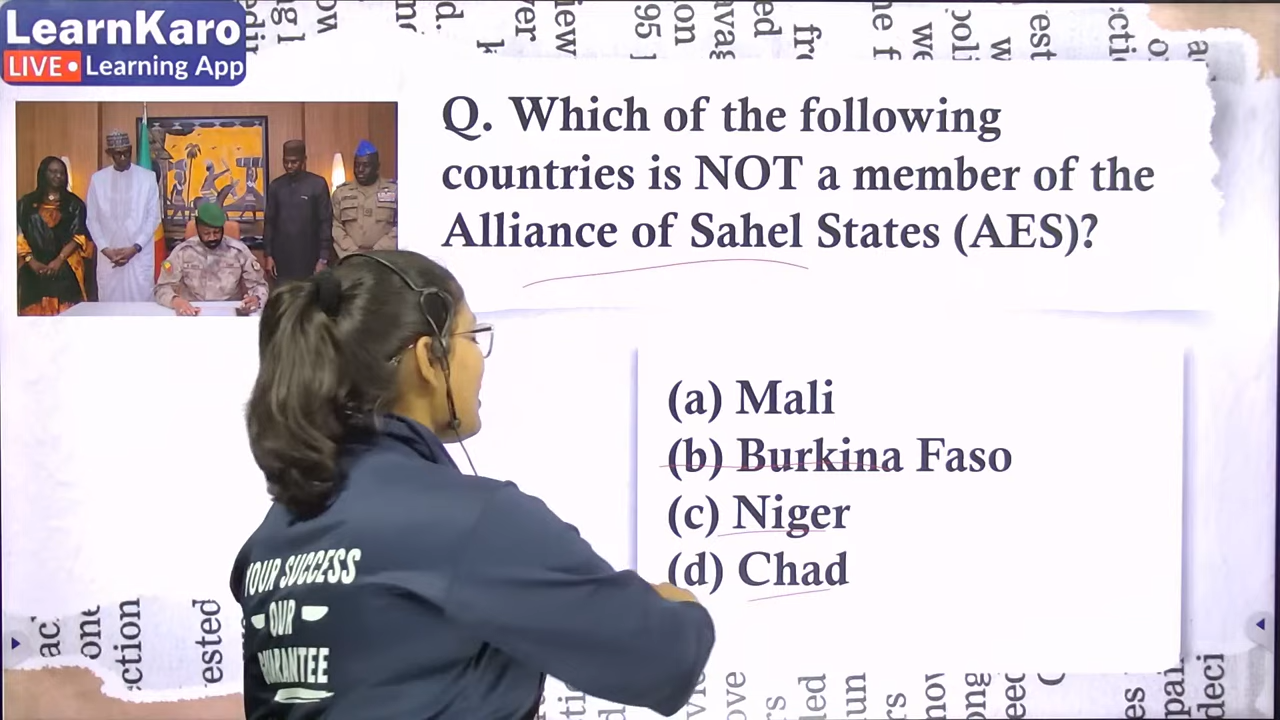 LearnKaro
LIVE • Learning App
Q. Which of the following
countries is NOT a member of the
Alliance of Sahel States (AES)?
(a) Mali
(b) Burkina Faso
(c) Niger
(d) Chad
YOUR SUCCESS
OUR
GUARANTEE